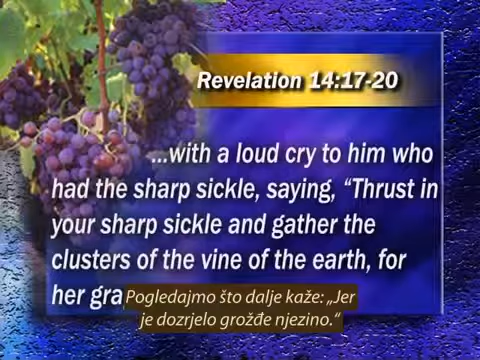 Revelation 14:17-20
...with a loud cry to him who
had the sharp sickle, saying, “Thrust in
your sharp sickle and gather the
clusters of the vine of the earth, for
her gra
Pogledajmo što dalje kaže: „Jer
je dozrjelo grožđe njezino.“